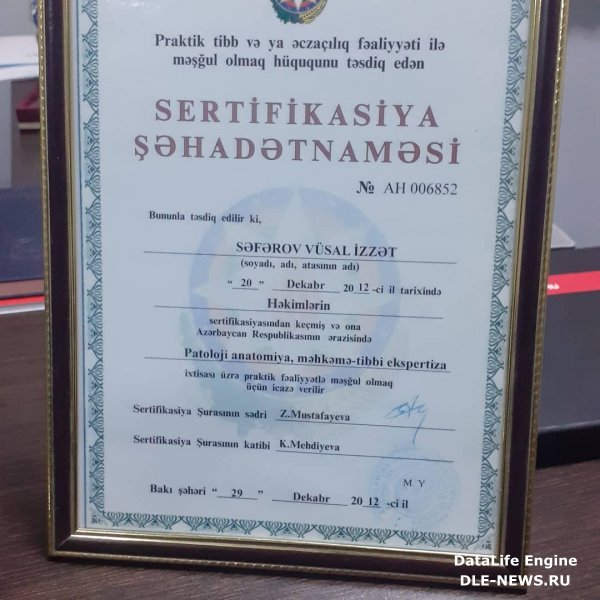 Praktik tibb və ya əczaçılıq fəaliyyəti ilə
məşğul olmaq hüququnu təsdiq edən
SERTİFİKASİYA
ŞƏHADƏTNAMƏSİ
№ AH 006852
Bununla təsdiq edilir ki,
SƏFƏROV VÜSAL İZZƏT
(soyadı, adı, atasının adı)
“ 20 ” Dekabr 2012 -ci il tarixində
Həkimlərin
sertifikasiyasından keçmiş və ona
Azərbaycan Respublikasının ərazisində
Patoloji anatomiya, məhkəmə-tibbi ekspertiza
ixtisası üzrə praktik fəaliyyətlə məşğul olmaq
üçün icazə verilir
Sertifikasiya Şurasının sədri Z.Mustafayeva
Sertifikasiya Şurasının katibi K.Mehdiyeva
M. Y
Bakı şəhəri “ 29 ” Dekabr 2012 -ci il
DataLife Engine
DLE-NEWS.RU